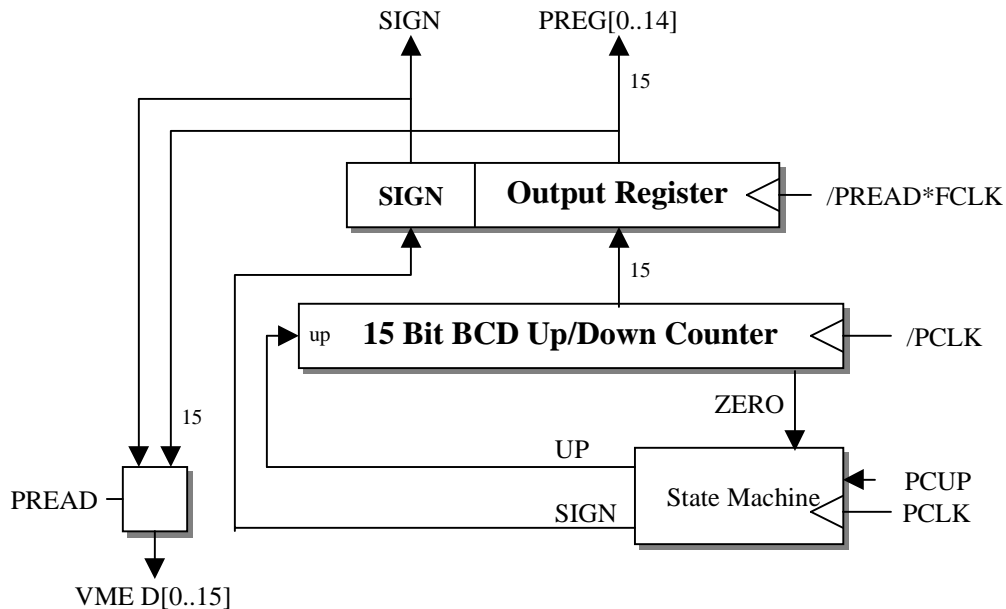 SIGN
PREG[0..14]
15
SIGN
Output Register
/PREAD*FCLK
15
up
15 Bit BCD Up/Down Counter
/PCLK
ZERO
15
UP
PREAD
State Machine
PCUP
SIGN
PCLK
VME D[0..15]